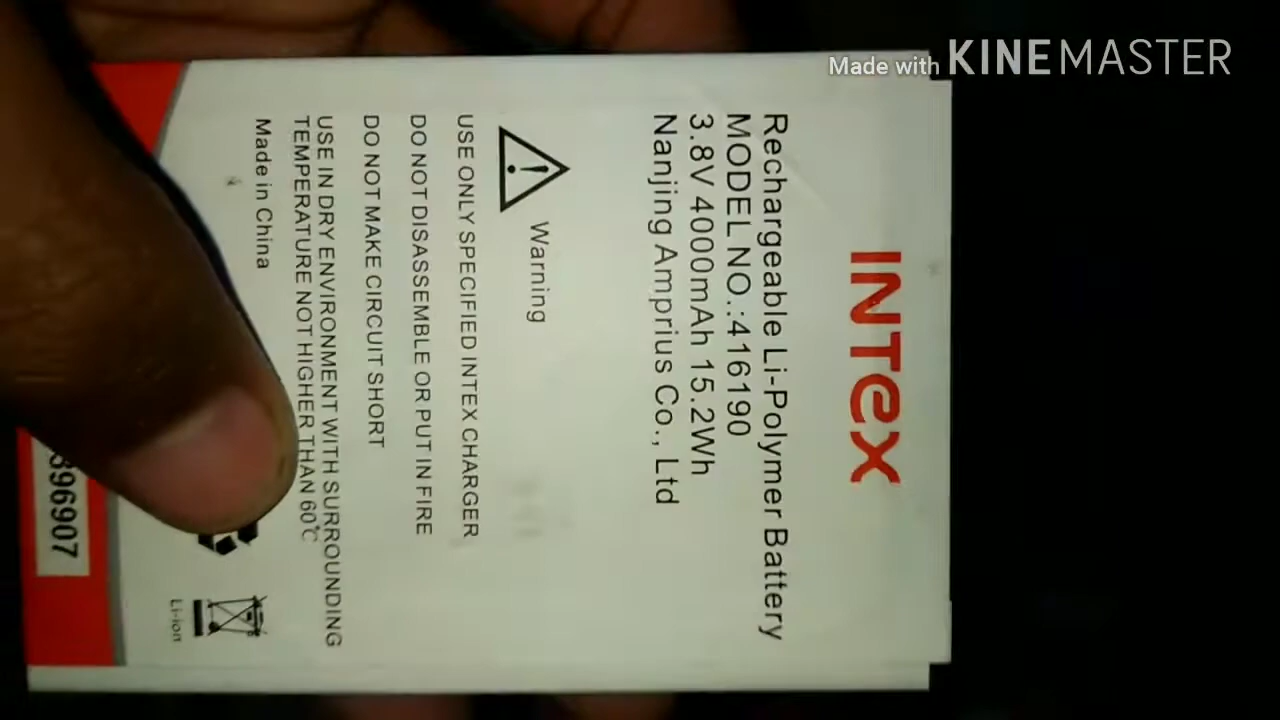 Made with KINEMASTER
INTEX
Rechargeable Li-Polymer Battery
MODEL NO.:416190
3.8V 4000mAh 15.2Wh
Nanjing Amprius Co., Ltd
Warning
USE ONLY SPECIFIED INTEX CHARGER
DO NOT DISASSEMBLE OR PUT IN FIRE
DO NOT MAKE CIRCUIT SHORT
USE IN DRY ENVIRONMENT WITH SURROUNDING
TEMPERATURE NOT HIGHER THAN 60℃
Made in China
Li-ion
396907